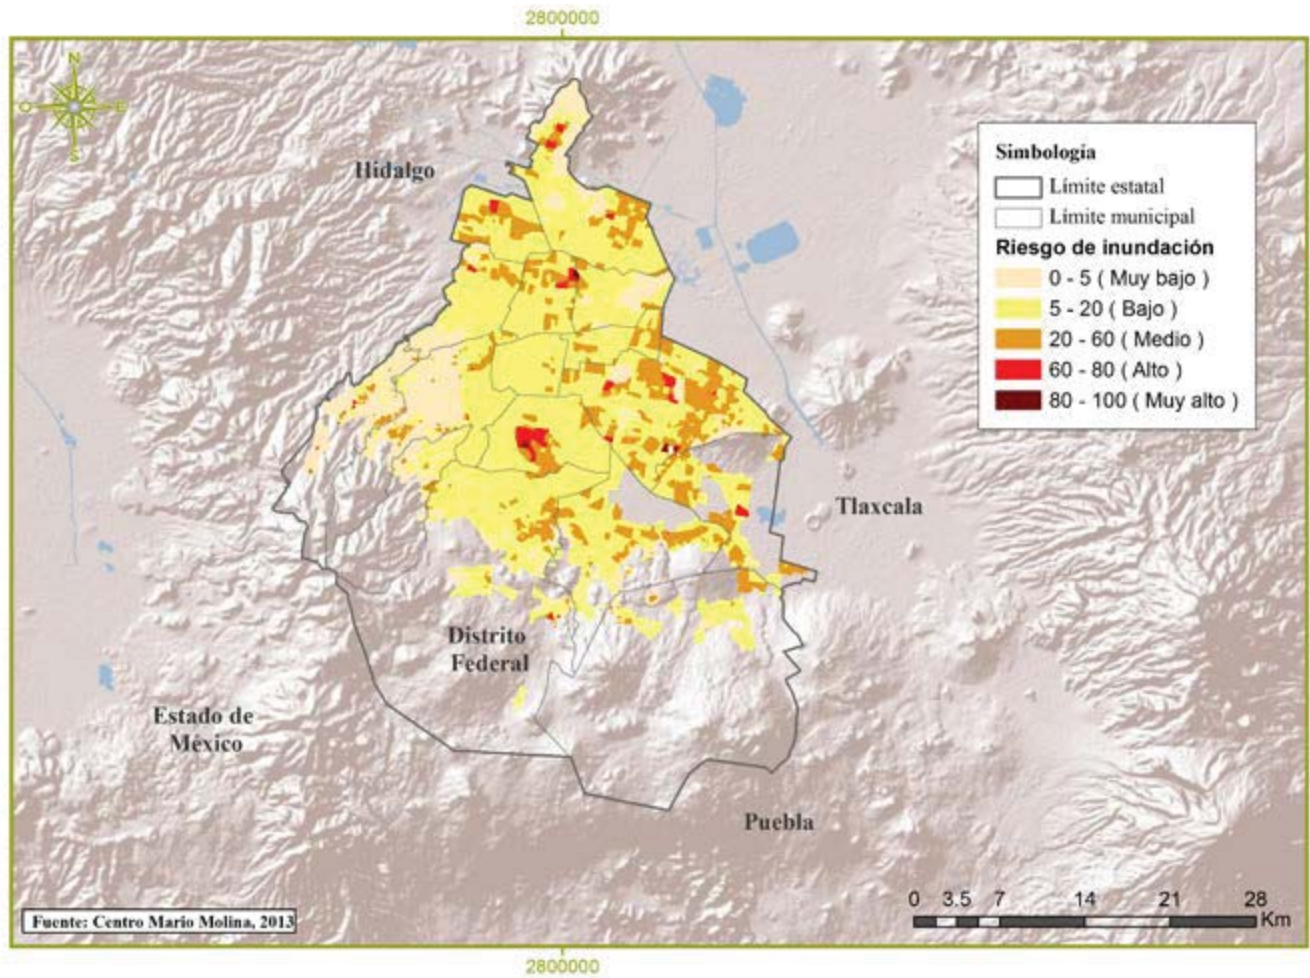 2800000
N
O
E
S
Hidalgo
Simbología
Límite estatal
Límite municipal
Riesgo de inundación
0 - 5 ( Muy bajo )
5 - 20 ( Bajo )
20 - 60 ( Medio )
60 - 80 ( Alto )
80 - 100 ( Muy alto )
Tlaxcala
Distrito
Federal
Estado de
México
Puebla
0 3.5 7 14 21 28
Km
Fuente: Centro Mario Molina, 2013
2800000